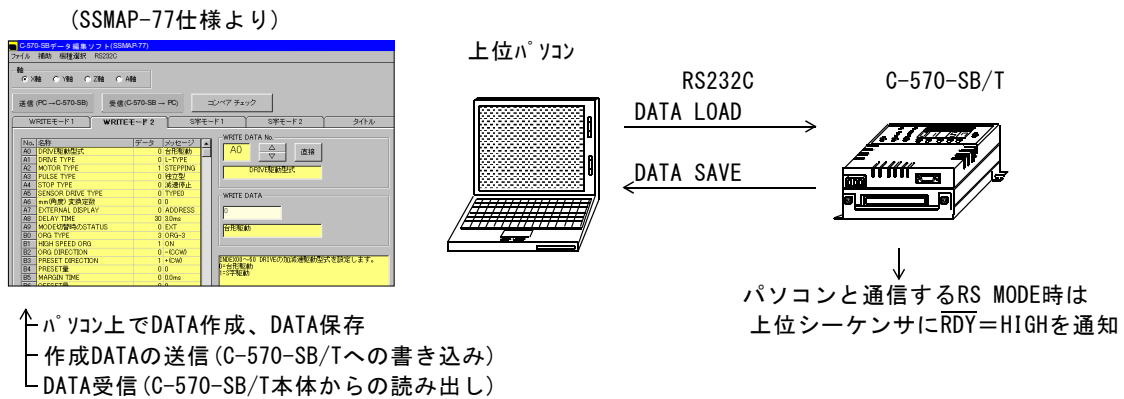 (SSMAP-77仕様より)
C-570-SBデータ編集ソフト(SSMAP-77)
ファイル 補助 機種選択 RS232C
軸
X軸 Y軸 Z軸 A軸
送信 (PC→C-570-SB) 受信(C-570-SB → PC) コンペア チェック
WRITEモード1 WRITEモード2 S字モード1 S字モード2 タイトル
No. 名称 データ メッセージ
A0 DRIVE駆動型式 0 台形駆動
A1 DRIVE TYPE 0 L-TYPE
A2 MOTOR TYPE 1 STEPPING
A3 PULSE TYPE 0 独立型
A4 STOP TYPE 0 減速停止
A5 SENSOR DRIVE TYPE 0 TYPE0
A6 mm(角度)変換定数 0 0
A7 EXTERNAL DISPLAY 0 ADDRESS
A8 DELAY TIME 30 3.0ms
A9 MODE切替時のSTATUS 0 EXT
B0 ORG TYPE 3 ORG-3
B1 HIGH SPEED ORG 1 ON
B2 ORG DIRECTION 0 -(CCW)
B3 PRESET DIRECTION 1 +(CW)
B4 PRESET量 0 0
B5 MARGIN TIME 0 0.0ms
WRITE DATA No.
A0 △ ▽ 直接
DRIVE駆動型式
WRITE DATA
0
台形駆動
INDEX00~60 DRIVEの加減速駆動型式を設定します。
0=台形駆動
1=S字駆動
上位パソコン
RS232C
C-570-SB/T
DATA LOAD
DATA SAVE
パソコンと通信するRS MODE時は
上位シーケンサにRDY=HIGHを通知
パソコン上でDATA作成、DATA保存
作成DATAの送信(C-570-SB/Tへの書き込み)
DATA受信(C-570-SB/T本体からの読み出し)